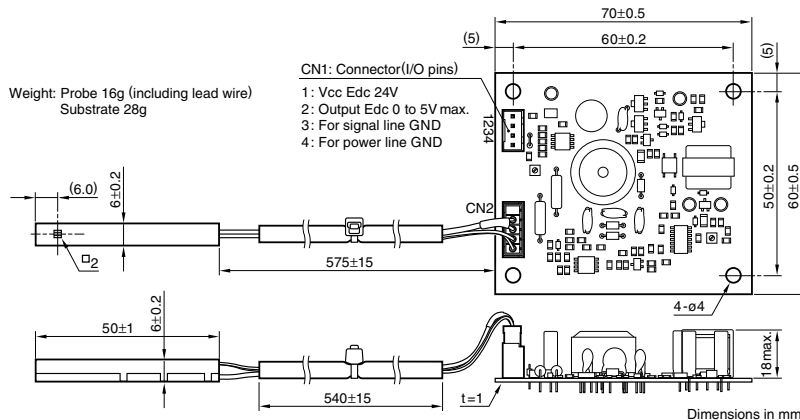 70±0.5
(5)
60±0.2
(5)
CN1: Connector(I/O pins)
1: Vcc Edc 24V
2: Output Edc 0 to 5V max.
3: For signal line GND
4: For power line GND
Weight: Probe 16g (including lead wire)
Substrate 28g
1234
(6.0)
6±0.2
50±0.2
60±0.5
CN2
2
575±15
4-ø4
50±1
6±0.2
18max.
540±15
t=1
Dimensions in mm